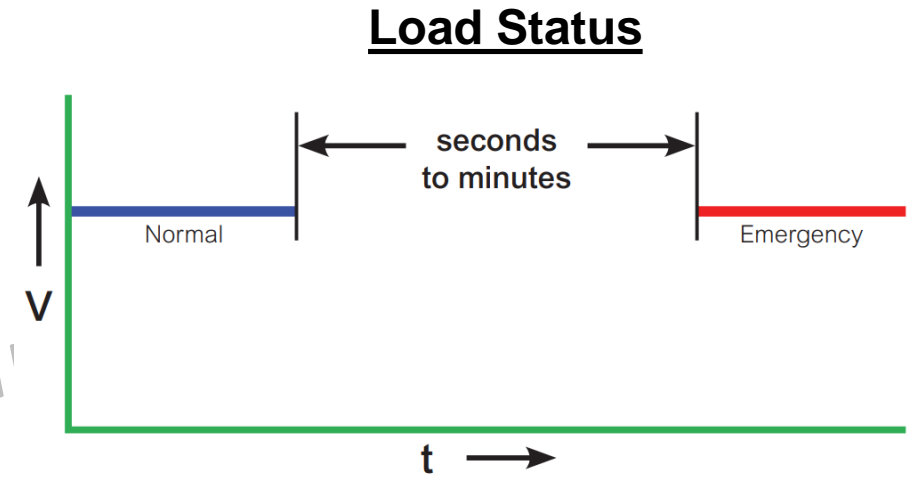 Load Status
seconds
to minutes
Normal
Emergency
V
t